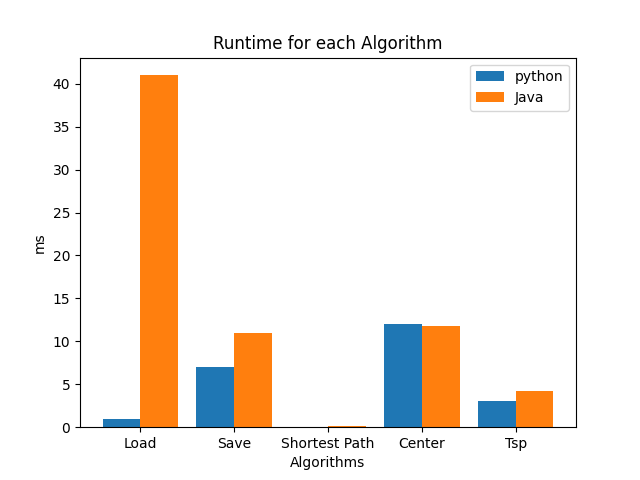 Runtime for each Algorithm
python
Java
40
35
30
25
20
15
10
5
0
ms
Load Save Shortest Path Center Tsp
Algorithms